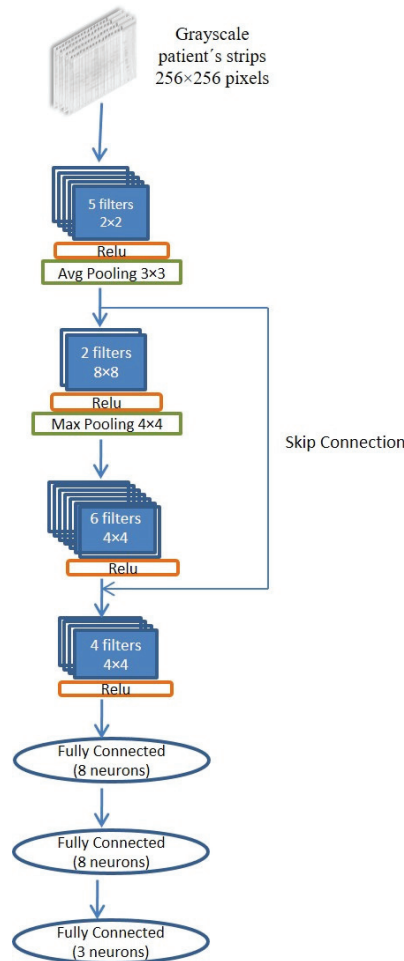 Grayscale
patient´s strips
256×256 pixels
5 filters
2×2
Relu
Avg Pooling 3×3
2 filters
8×8
Relu
Max Pooling 4×4
Skip Connection
6 filters
4×4
Relu
4 filters
4×4
Relu
Fully Connected
(8 neurons)
Fully Connected
(8 neurons)
Fully Connected
(3 neurons)